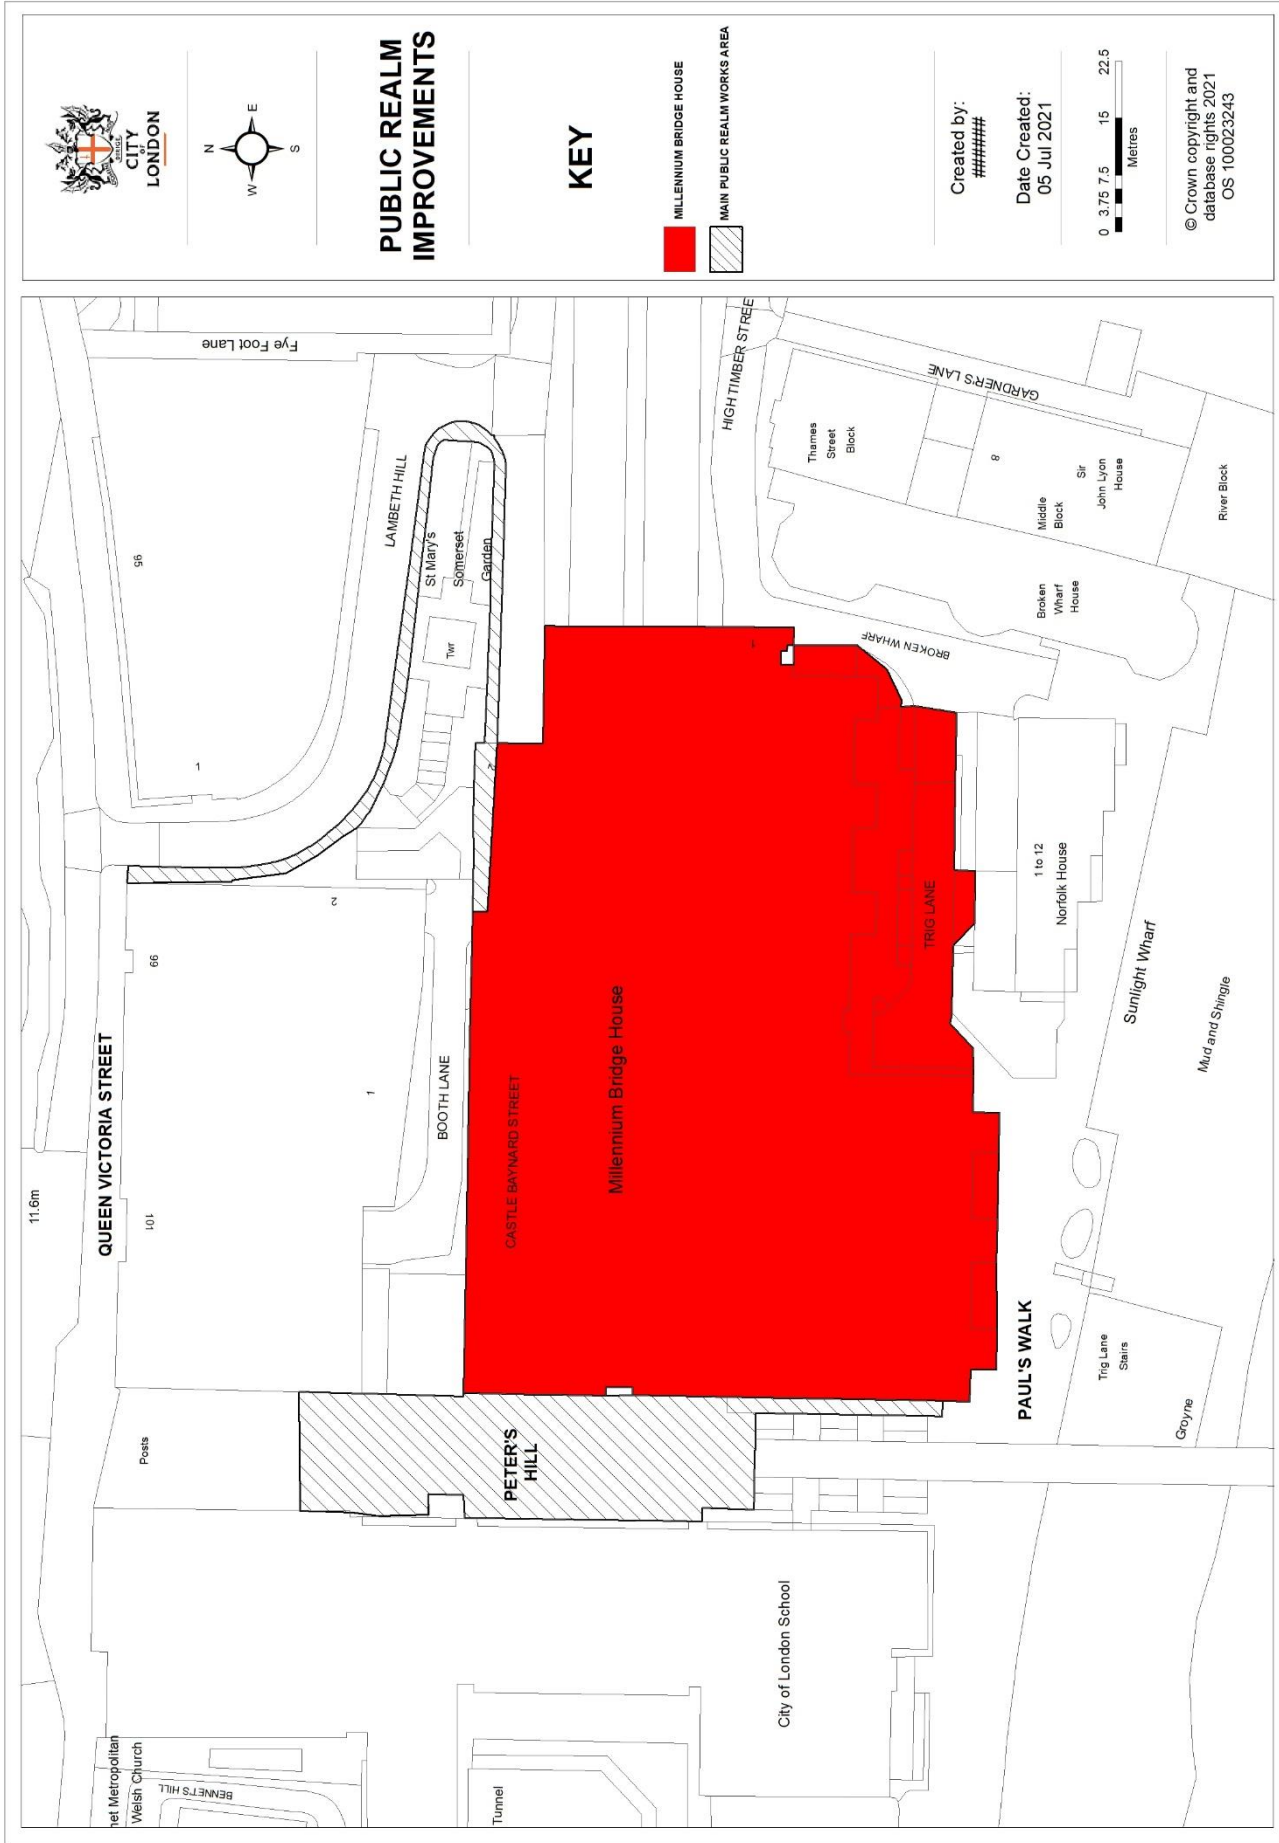 CITY
OF
LONDON
N
E
S
W
PUBLIC REALM
IMPROVEMENTS
KEY
MILLENNIUM BRIDGE HOUSE
MAIN PUBLIC REALM WORKS AREA
Created by:
#######
Date Created:
05 Jul 2021
0 3.75 7.5 15 22.5
Metres
© Crown copyright and
database rights 2021
OS 100023243
11.6m
QUEEN VICTORIA STREET
Fye Foot Lane
95
1
LAMBETH HILL
St Mary's
Somerset
Garden
Twr
99
2
101
1
BOOTH LANE
2
CASTLE BAYNARD STREET
Millennium Bridge House
1
TRIG LANE
HIGH TIMBER STREE
GARDNER'S LANE
Thames
Street
Block
8
Middle
Block
Sir
John Lyon
House
River Block
Broken
Wharf
House
BROKEN WHARF
1 to 12
Norfolk House
Sunlight Wharf
Mud and Shingle
PAUL'S WALK
Trig Lane
Stairs
Groyne
Posts
PETER'S
HILL
City of London School
net Metropolitan
Welsh Church
BENNET'S HILL
Tunnel